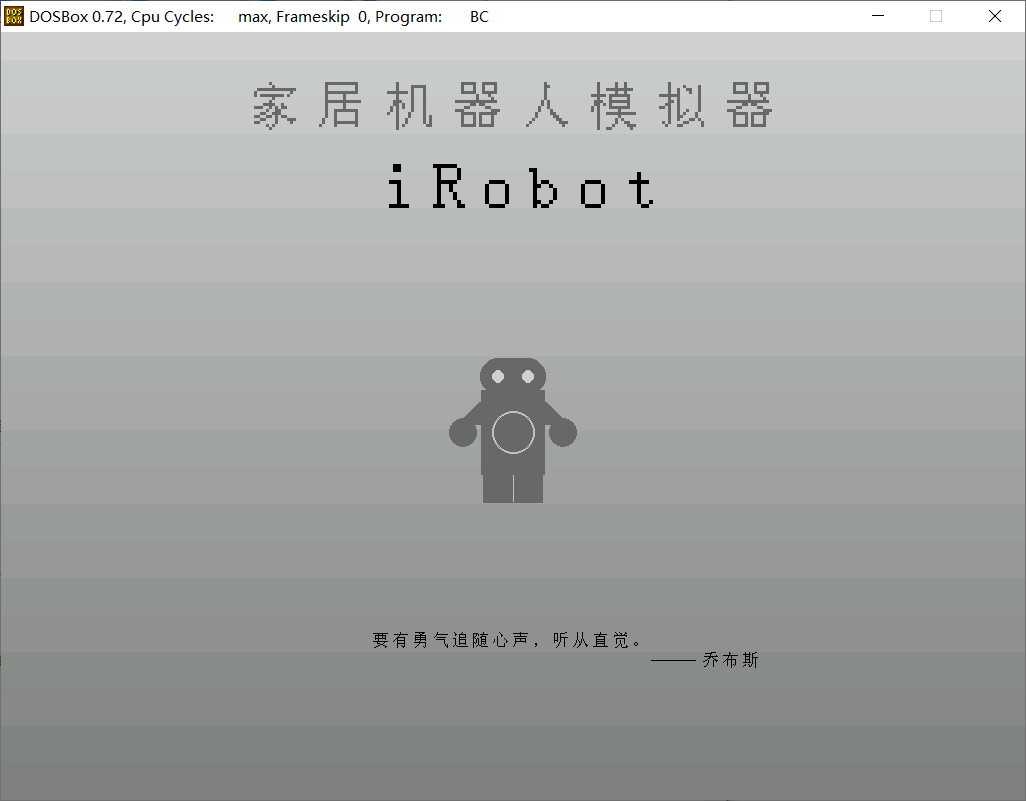 DOSBox 0.72, Cpu Cycles: max, Frameskip 0, Program: BC
家居机器人模拟器
iRobot
要有勇气追随心声，听从直觉。
——乔布斯